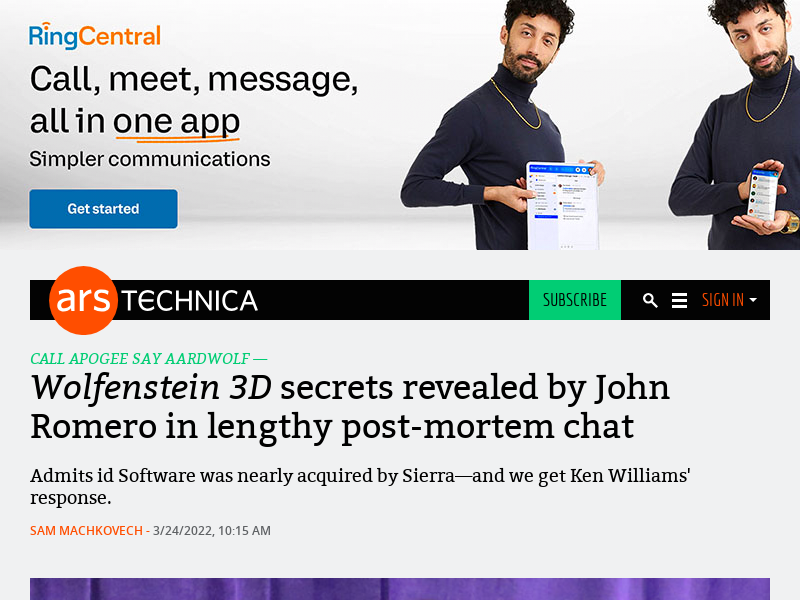 RingCentral
Call, meet, message,
all in one app
Simpler communications
Get started
ars TECHNICA
SUBSCRIBE
SIGN IN
CALL APOGEE SAY AARDWOLF —
Wolfenstein 3D secrets revealed by John
Romero in lengthy post-mortem chat
Admits id Software was nearly acquired by Sierra—and we get Ken Williams'
response.
SAM MACHKOVECH - 3/24/2022, 10:15 AM